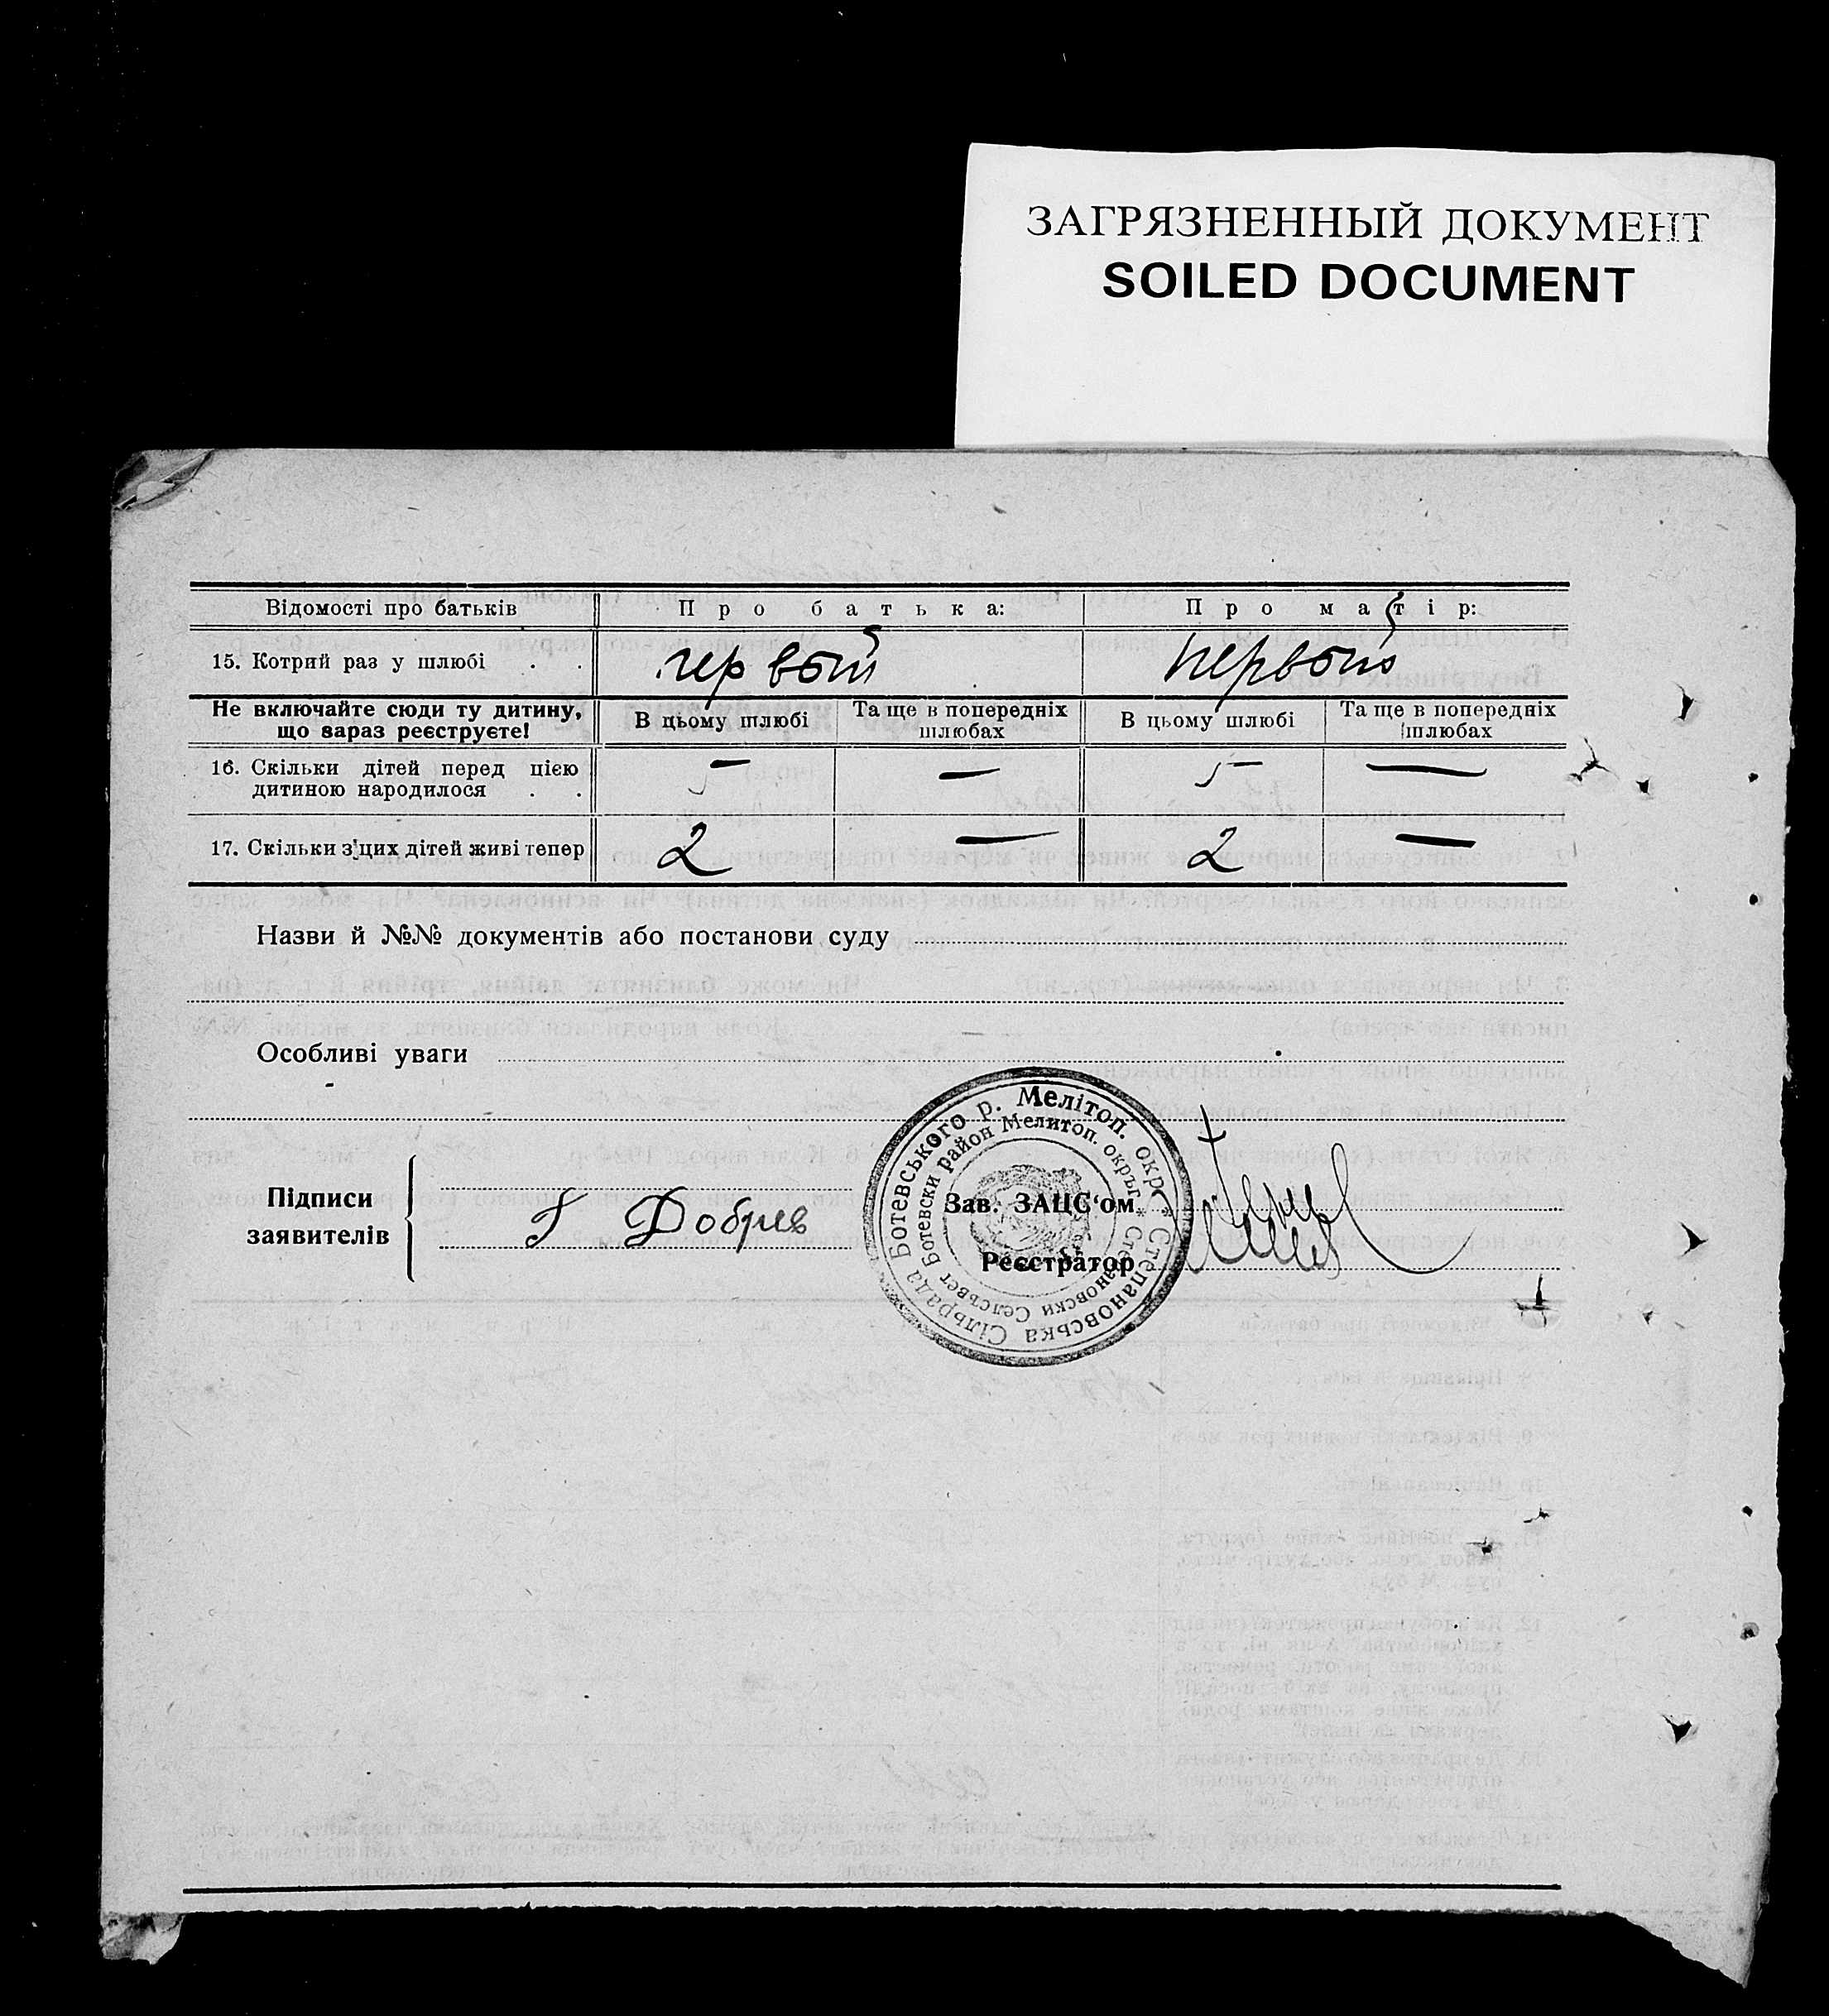 ЗАГРЯЗНЕННЫЙ ДОКУМЕНТ
SOILED DOCUMENT
Відомості про батьків Про батька: Про матір:
15. Котрий раз у шлюбі . . первый первый
Не включайте сюди ту дитину, що зараз реєструєте! В цьому шлюбі Та ще в попередніх шлюбах В цьому шлюбі Та ще в попередніх шлюбах
16. Скільки дітей перед цією дитиною народилося . . 5 — 5 —
17. Скільки з'цих дітей живі тепер 2 — 2 —
Назви й №№ документів або постанови суду
Особливі уваги
Підписи заявителів
Г Добрев
Зав. ЗАЦС'ом
Реєстратор
Степановська Сільрада Ботевського р. Мелітоп. окр.
Степановски Селсъвет Ботевски район Мелитоп. окръг